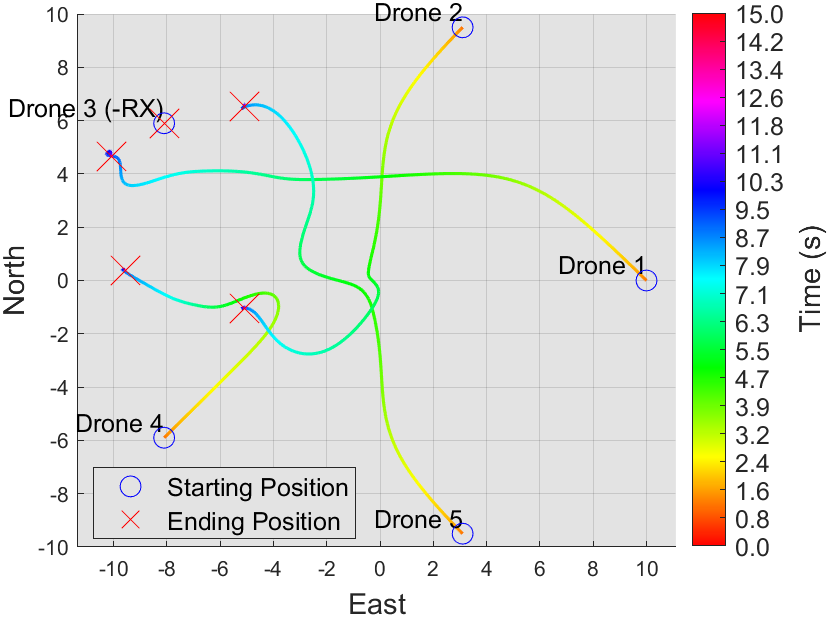 Drone 2
Drone 3 (-RX)
Drone 1
Drone 4
Drone 5
10
8
6
4
2
0
-2
-4
-6
-8
-10
North
-10 -8 -6 -4 -2 0 2 4 6 8 10
East
Starting Position
Ending Position
15.0
14.2
13.4
12.6
11.8
11.1
10.3
9.5
8.7
7.9
7.1
6.3
5.5
4.7
3.9
3.2
2.4
1.6
0.8
0.0
Time (s)